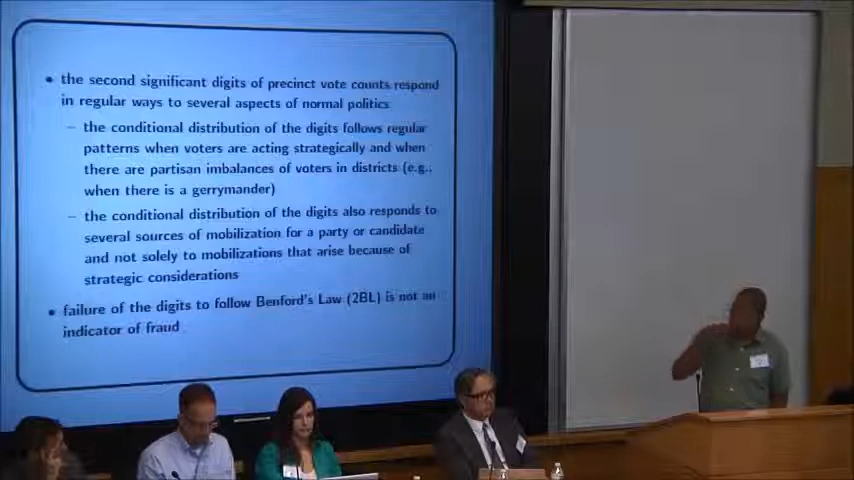 • the second significant digits of precinct vote counts respond
in regular ways to several aspects of normal politics
– the conditional distribution of the digits follows regular
patterns when voters are acting strategically and when
there are partisan imbalances of voters in districts (e.g.,
when there is a gerrymander)
– the conditional distribution of the digits also responds to
several sources of mobilization for a party or candidate
and not solely to mobilizations that arise because of
strategic considerations
• failure of the digits to follow Benford's Law (2BL) is not an
indicator of fraud